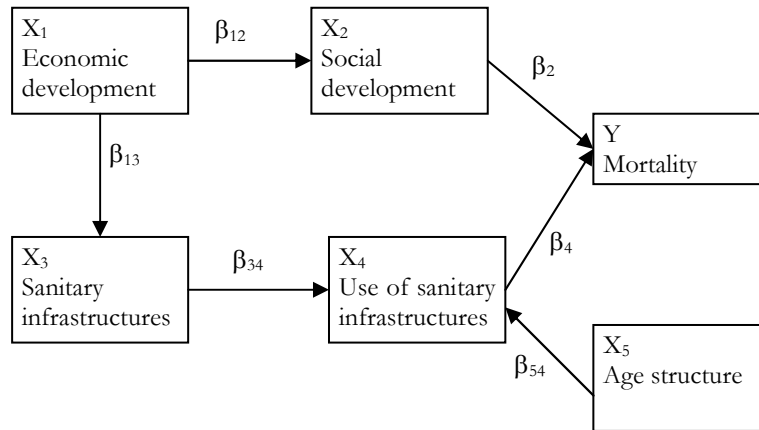 X₁
Economic
development
β₁₂
X₂
Social
development
β₂
Y
Mortality
β₁₃
X₃
Sanitary
infrastructures
β₃₄
X₄
Use of sanitary
infrastructures
β₄
β₅₄
X₅
Age structure